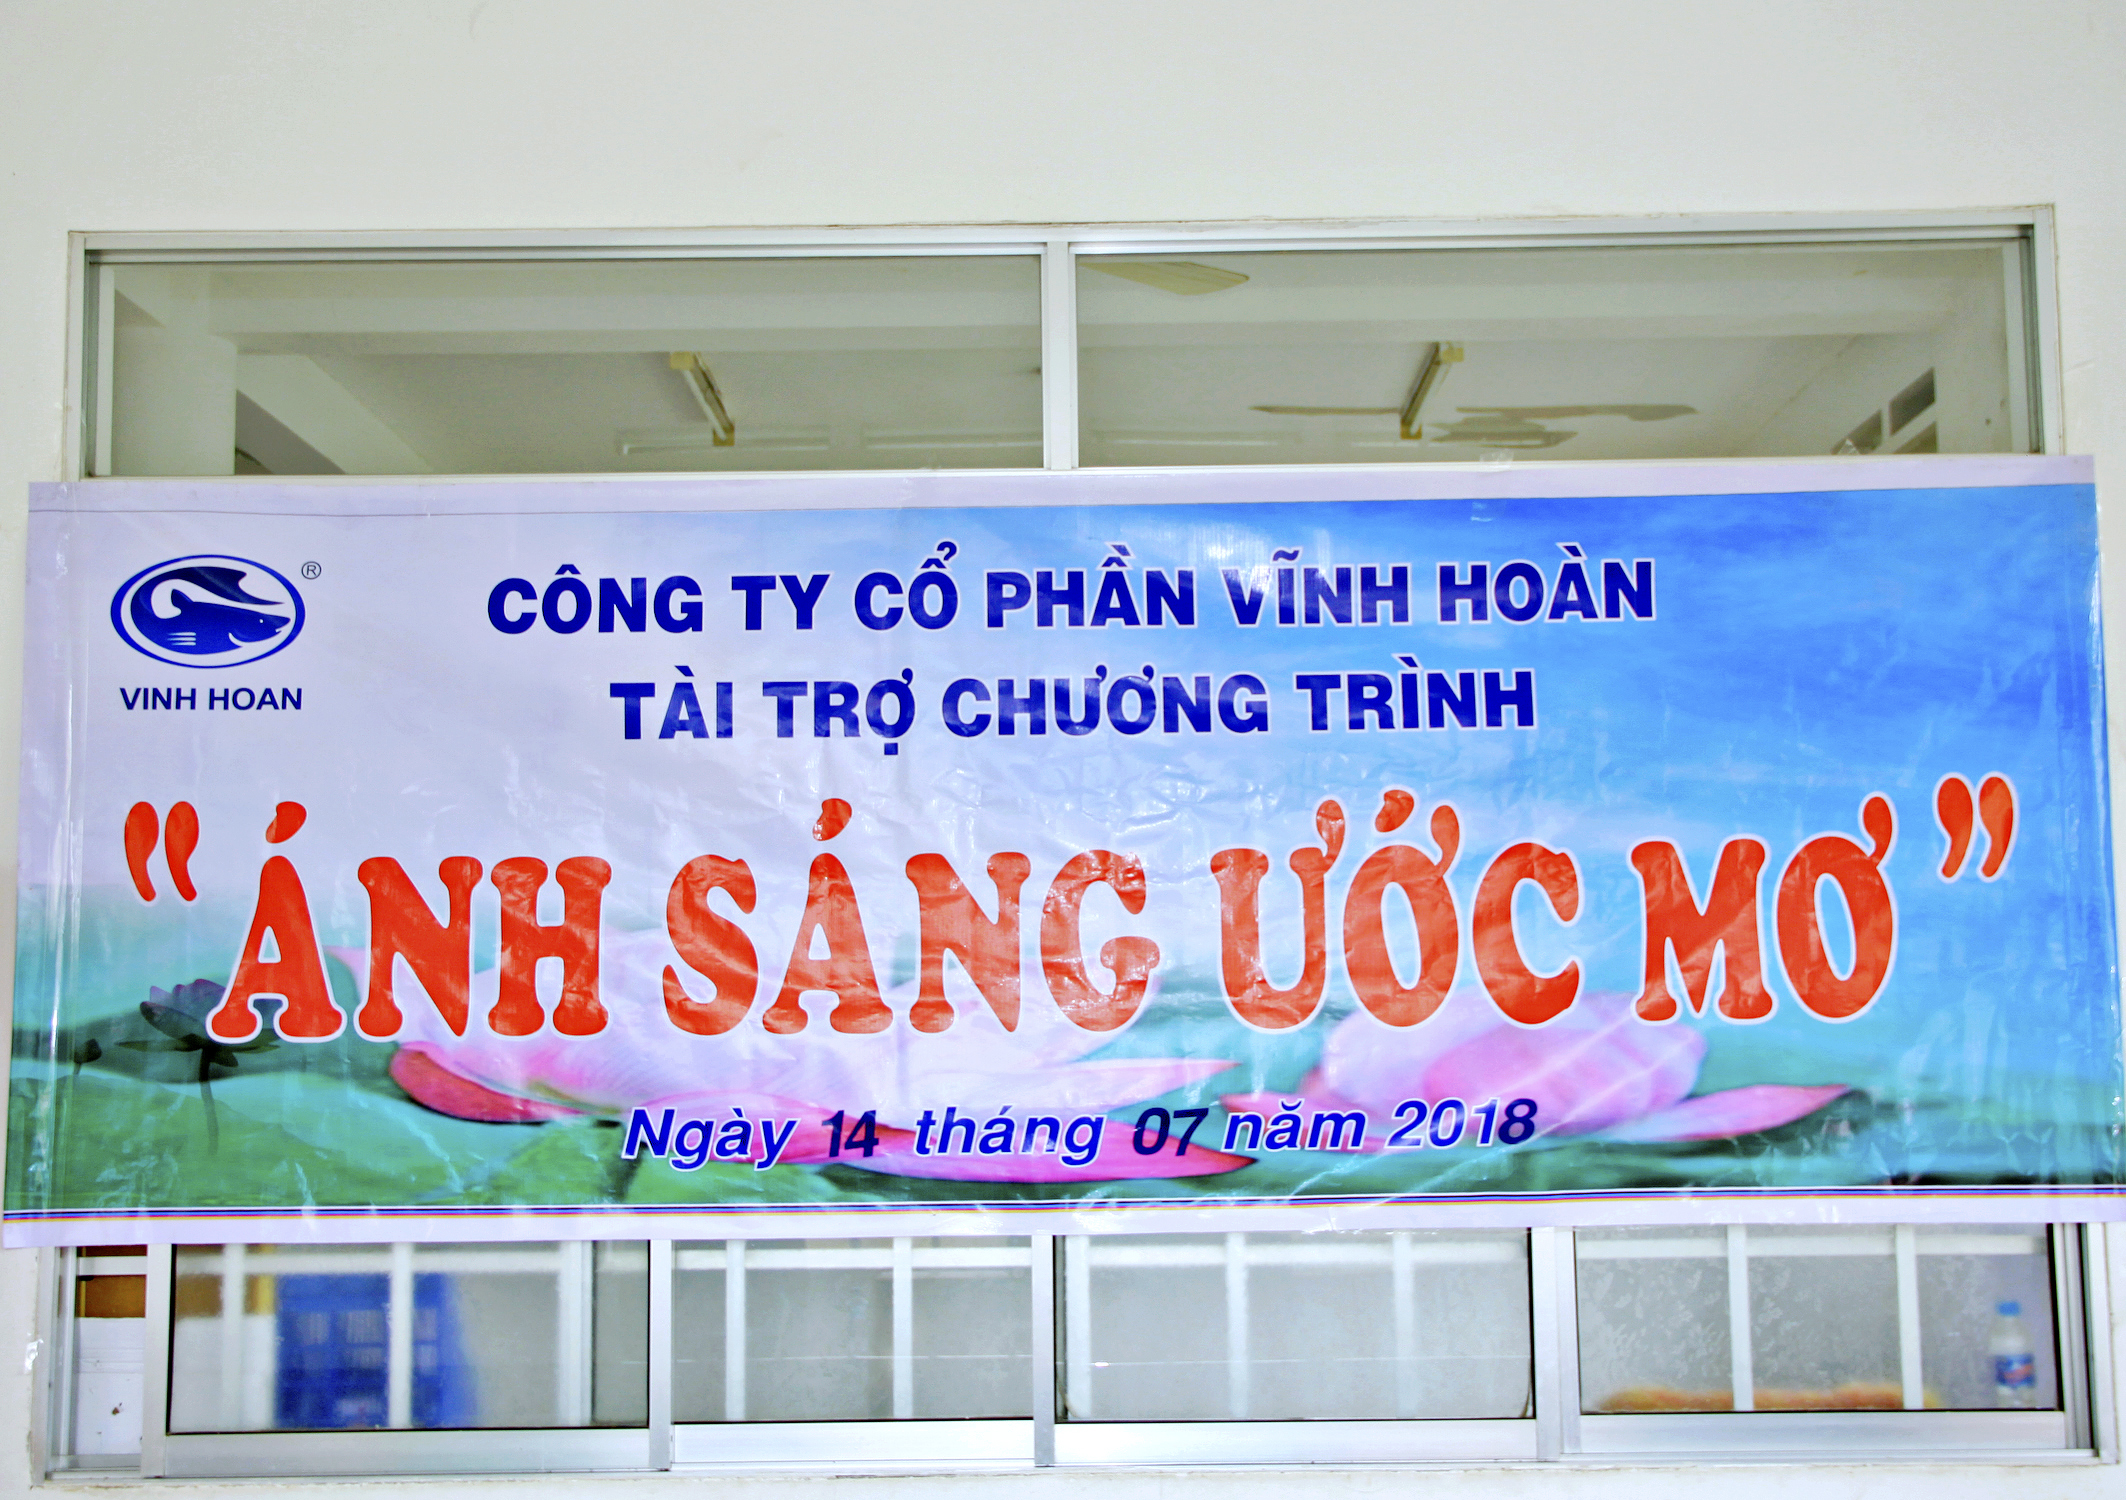 ®
VINH HOAN
CÔNG TY CỔ PHẦN VĨNH HOÀN
TÀI TRỢ CHƯƠNG TRÌNH
“ÁNH SÁNG ƯỚC MƠ”
Ngày 14 tháng 07 năm 2018